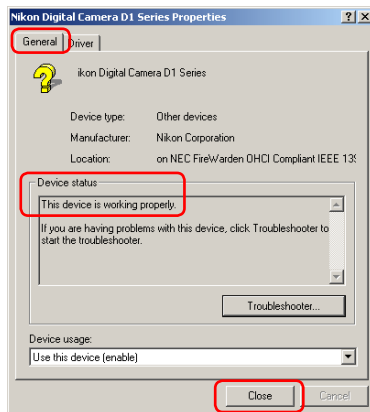 Nikon Digital Camera D1 Series Properties
General Driver
ikon Digital Camera D1 Series
Device type: Other devices
Manufacturer: Nikon Corporation
Location: on NEC FireWarden OHCI Compliant IEEE 139
Device status
This device is working properly.
If you are having problems with this device, click Troubleshooter to
start the troubleshooter.
Troubleshooter...
Device usage:
Use this device (enable)
Close Cancel